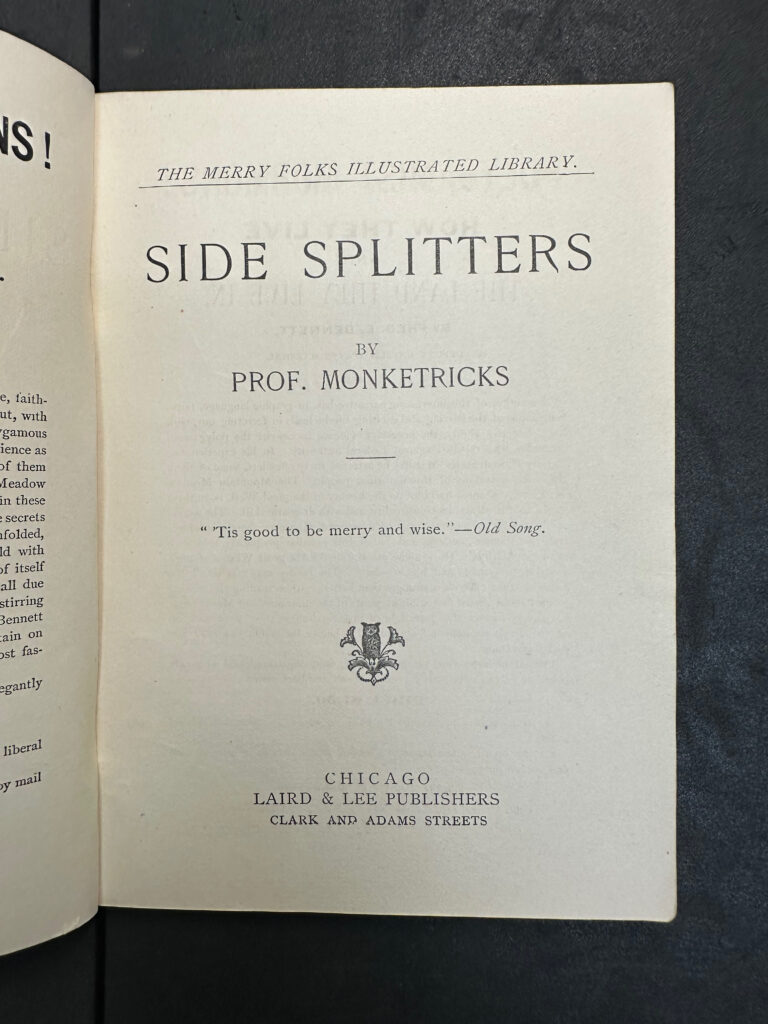 NS!
.
e, faith-
ut, with
ygamous
ience as
of them
Meadow
in these
e secrets
nfolded,
ld with
of itself
all due
stirring
Bennett
tain on
ost fas-
egantly
liberal
by mail
THE MERRY FOLKS ILLUSTRATED LIBRARY.
SIDE SPLITTERS
BY
PROF. MONKETRICKS
“ ’Tis good to be merry and wise.”—Old Song.
CHICAGO
LAIRD & LEE PUBLISHERS
CLARK AND ADAMS STREETS